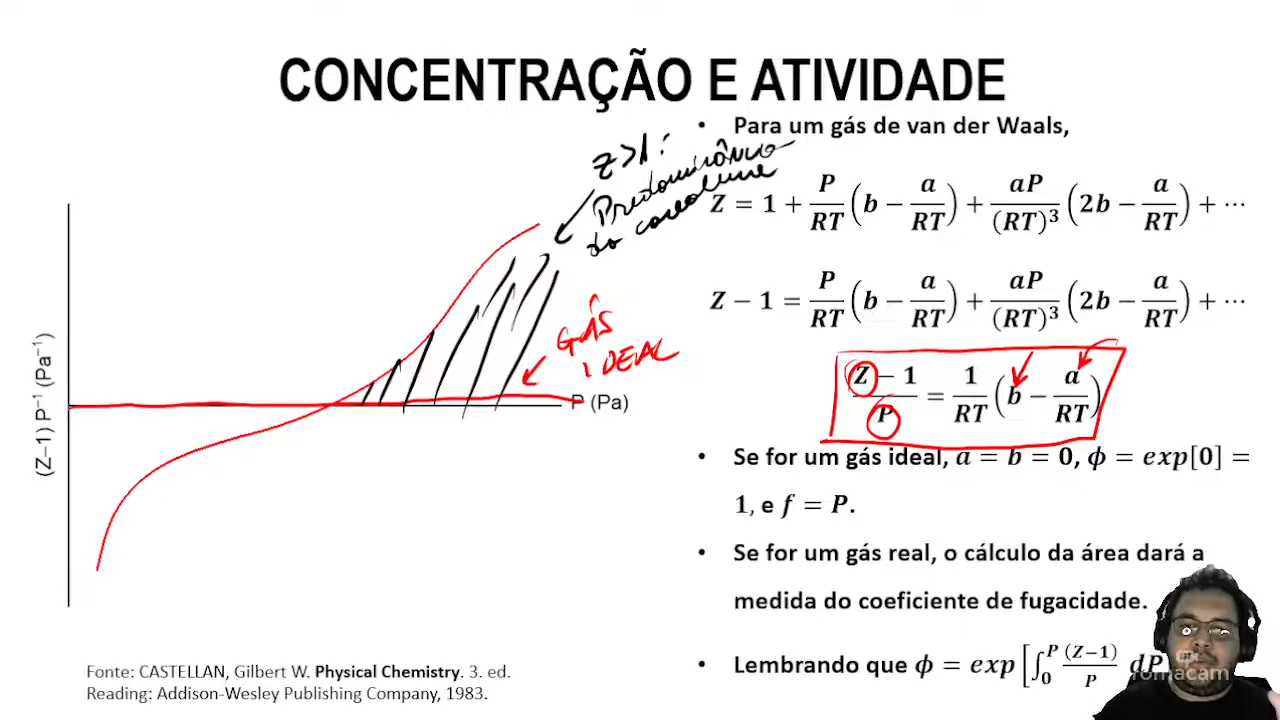 CONCENTRAÇÃO E ATIVIDADE
• Para um gás de van der Waals,
Z = 1 + P/RT (b − a/RT) + aP/(RT)³ (2b − a/RT) + ⋯
Z − 1 = P/RT (b − a/RT) + aP/(RT)³ (2b − a/RT) + ⋯
(Z − 1)/P = 1/RT (b − a/RT)
• Se for um gás ideal, a = b = 0, ϕ = exp[0] =
1, e f = P.
• Se for um gás real, o cálculo da área dará a
medida do coeficiente de fugacidade.
• Lembrando que ϕ = exp [∫₀ᴾ (Z−1)/P dP
Z>1:
Predominância
do
GÁS
IDEAL
(Z–1) P⁻¹ (Pa⁻¹)
P (Pa)
Fonte: CASTELLAN, Gilbert W. Physical Chemistry. 3. ed.
Reading: Addison-Wesley Publishing Company, 1983.